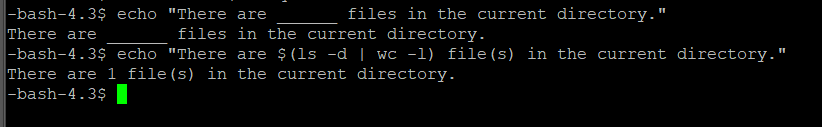 -bash-4.3$ echo "There are ______ files in the current directory."
There are ______ files in the current directory.
-bash-4.3$ echo "There are $(ls -d | wc -l) file(s) in the current directory."
There are 1 file(s) in the current directory.
-bash-4.3$